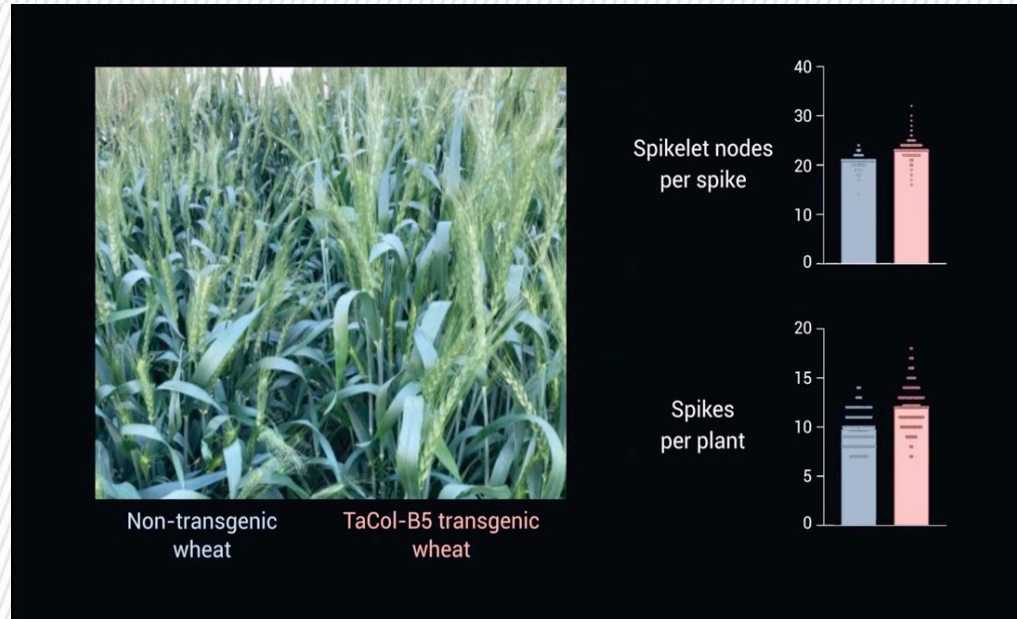 Spikelet nodes
per spike
40
30
20
10
0
Spikes
per plant
20
15
10
5
0
Non-transgenic
wheat
TaCol-B5 transgenic
wheat